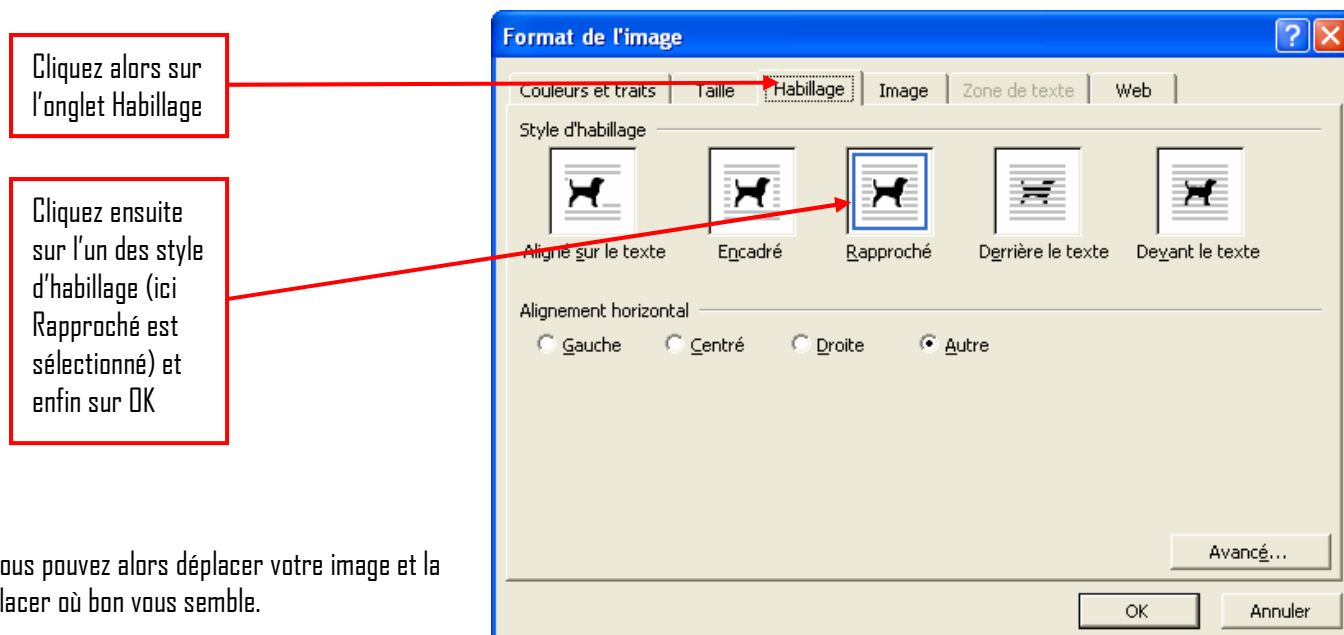 Cliquez alors sur
l'onglet Habillage
Cliquez ensuite
sur l'un des style
d'habillage (ici
Rapproché est
sélectionné) et
enfin sur OK
ous pouvez alors déplacer votre image et la
lacer où bon vous semble.
Format de l'image
Couleurs et traits Taille Habillage Image Zone de texte Web
Style d'habillage
Aligné sur le texte Encadré Rapproché Derrière le texte Devant le texte
Alignement horizontal
Gauche Centré Droite Autre
Avancé...
OK Annuler